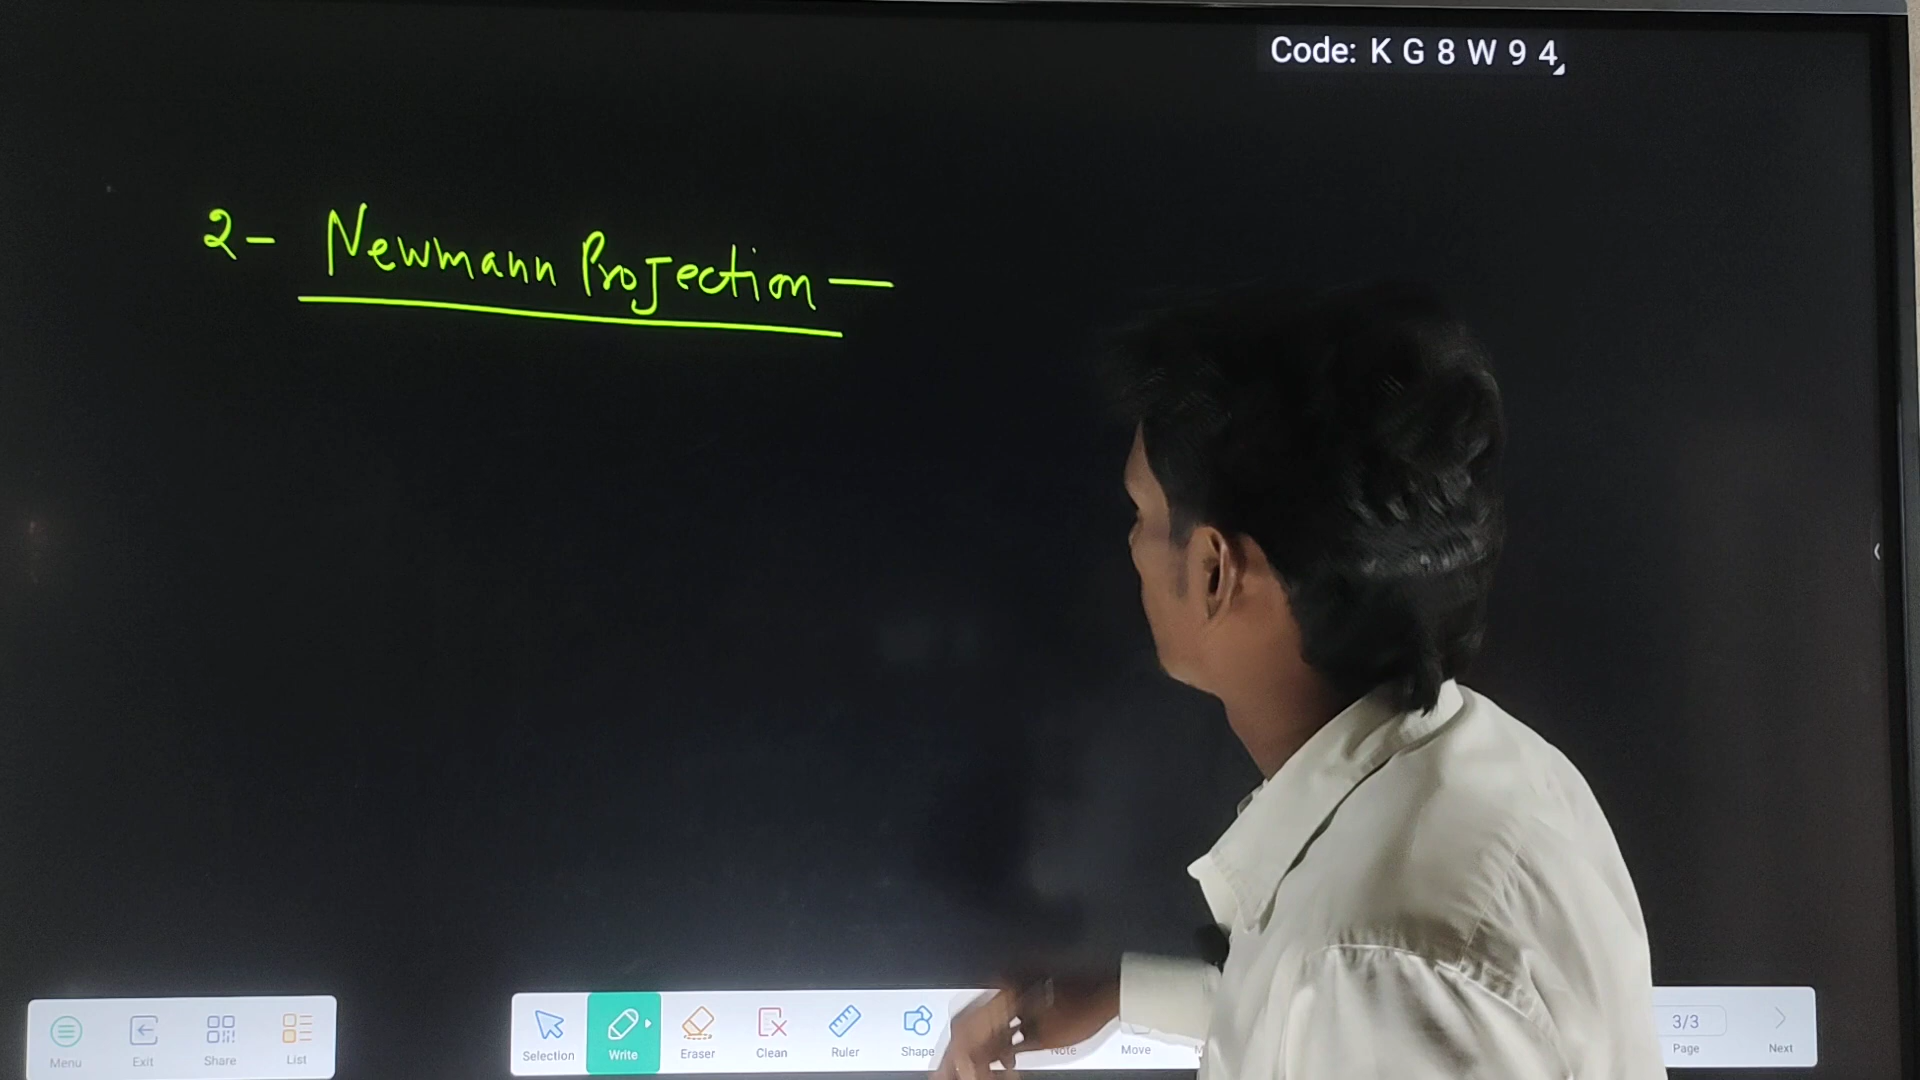 Code: K G 8 W 9 4
2- Newmann Projection —
Menu Exit Share List
Selection Write Eraser Clean Ruler Shape Note Move
3/3
Page Next